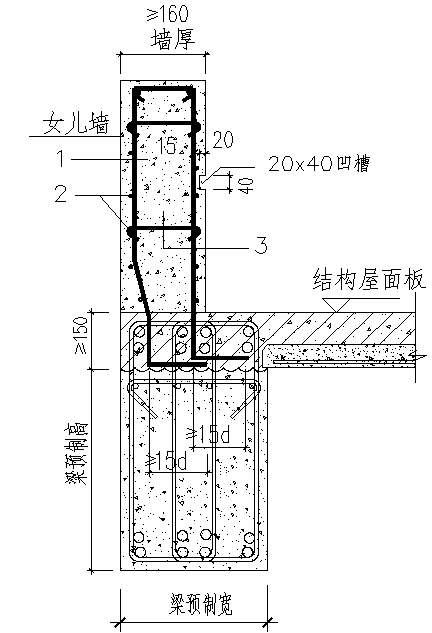 ≥160
墙厚
女儿墙
15
20
1
20x40凹槽
40
2
3
结构屋面板
≥150
≥15d
≥15d
梁预制高
梁预制宽